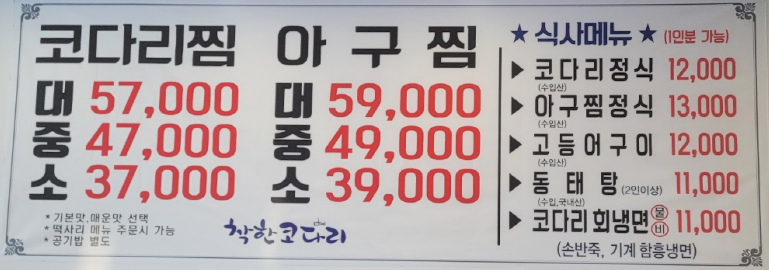 코다리찜
대 57,000
중 47,000
소 37,000
아구찜
대 59,000
중 49,000
소 39,000
* 기본맛,매운맛 선택
* 떡사리 메뉴 주문시 가능
* 공기밥 별도
착한코다리
★ 식사메뉴 ★ (1인분 가능)
▶ 코다리정식 12,000
(수입산)
▶ 아구찜정식 13,000
(수입산)
▶ 고등어구이 12,000
(수입산)
▶ 동태탕 (2인이상) 11,000
(수입,국내산)
▶ 코다리회냉면 물 비 11,000
(손반죽, 기계 함흥냉면)